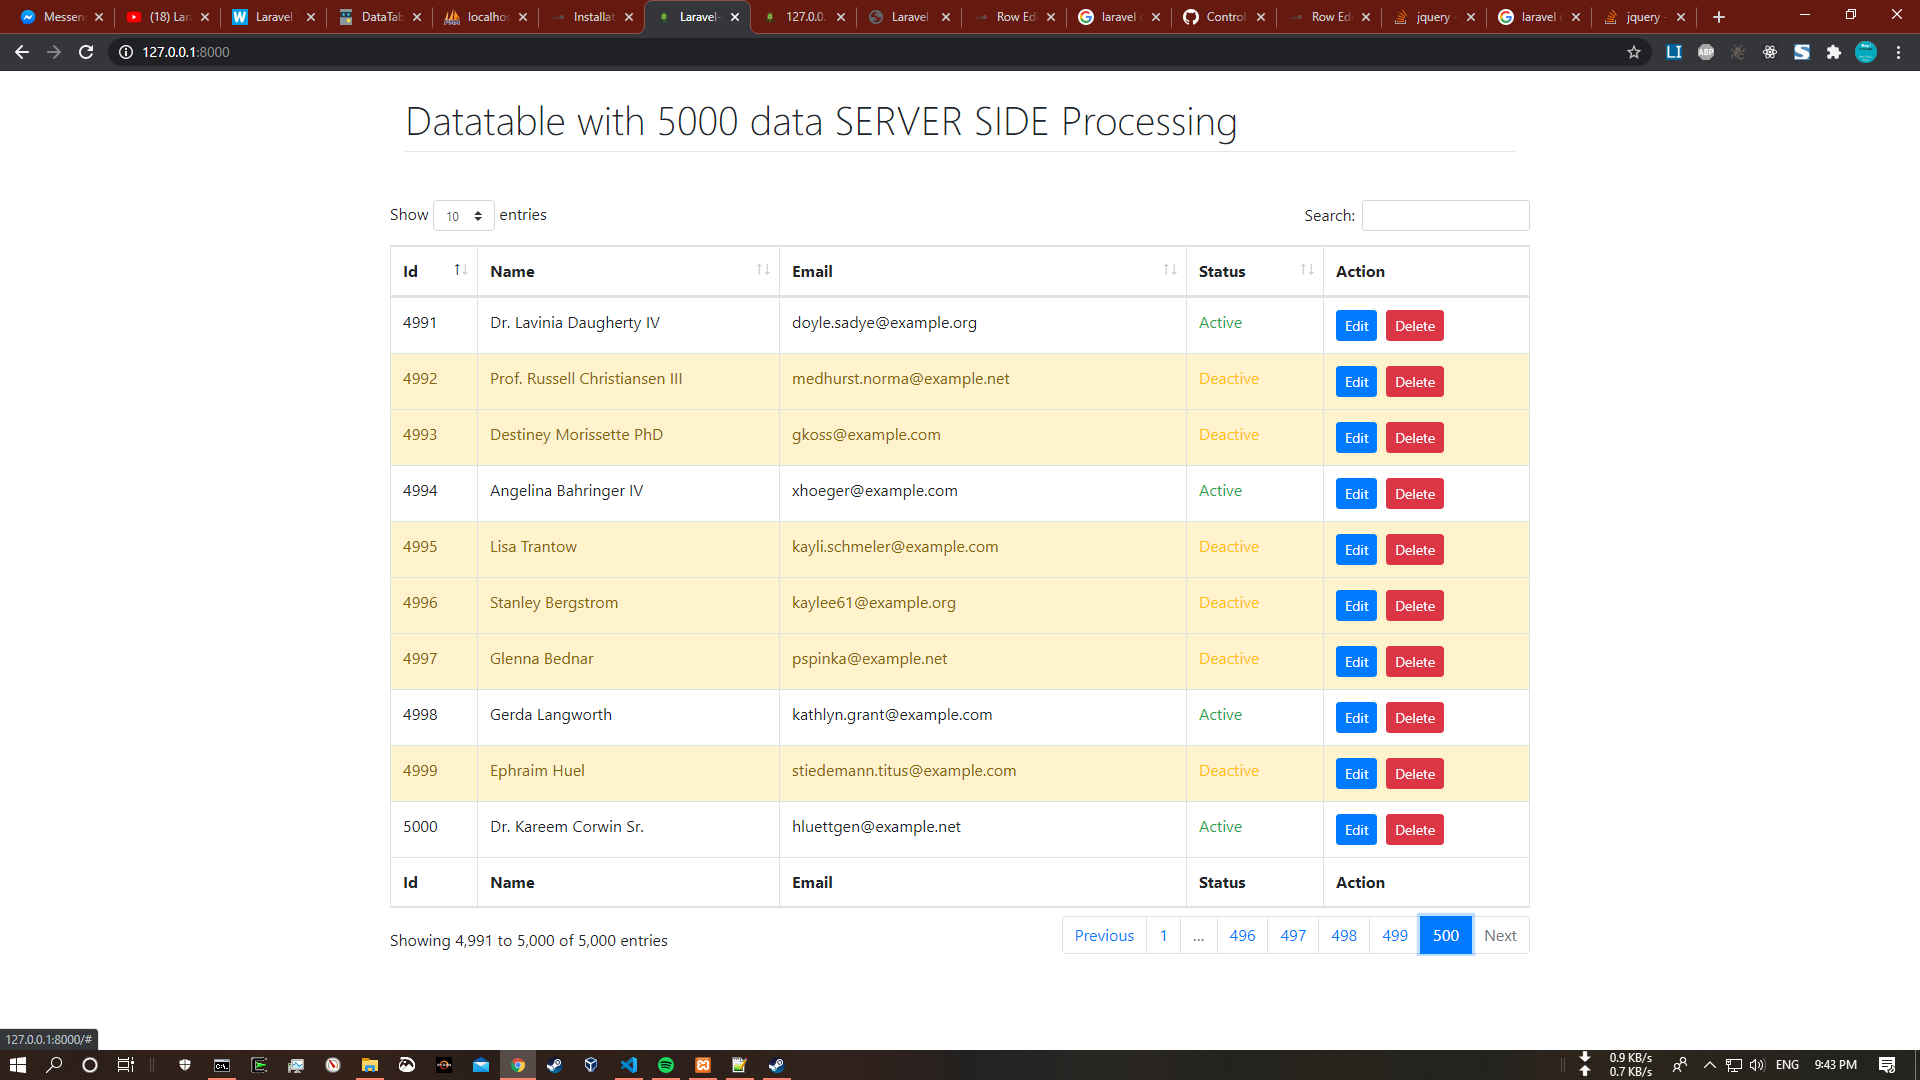 Messen
(18) Lar
Laravel
DataTab
localhos
Installat
Laravel-
127.0.0.
Laravel
Row Edi
laravel c
Control
Row Edi
jquery -
laravel c
jquery -
127.0.0.1:8000
LI
ABP
Datatable with 5000 data SERVER SIDE Processing
Show 10 entries
Search:
Id Name Email Status Action
4991 Dr. Lavinia Daugherty IV doyle.sadye@example.org Active Edit Delete
4992 Prof. Russell Christiansen III medhurst.norma@example.net Deactive Edit Delete
4993 Destiney Morissette PhD gkoss@example.com Deactive Edit Delete
4994 Angelina Bahringer IV xhoeger@example.com Active Edit Delete
4995 Lisa Trantow kayli.schmeler@example.com Deactive Edit Delete
4996 Stanley Bergstrom kaylee61@example.org Deactive Edit Delete
4997 Glenna Bednar pspinka@example.net Deactive Edit Delete
4998 Gerda Langworth kathlyn.grant@example.com Active Edit Delete
4999 Ephraim Huel stiedemann.titus@example.com Deactive Edit Delete
5000 Dr. Kareem Corwin Sr. hluettgen@example.net Active Edit Delete
Id Name Email Status Action
Showing 4,991 to 5,000 of 5,000 entries
Previous 1 ... 496 497 498 499 500 Next
127.0.0.1:8000/#
0.9 KB/s
0.7 KB/s
ENG
9:43 PM